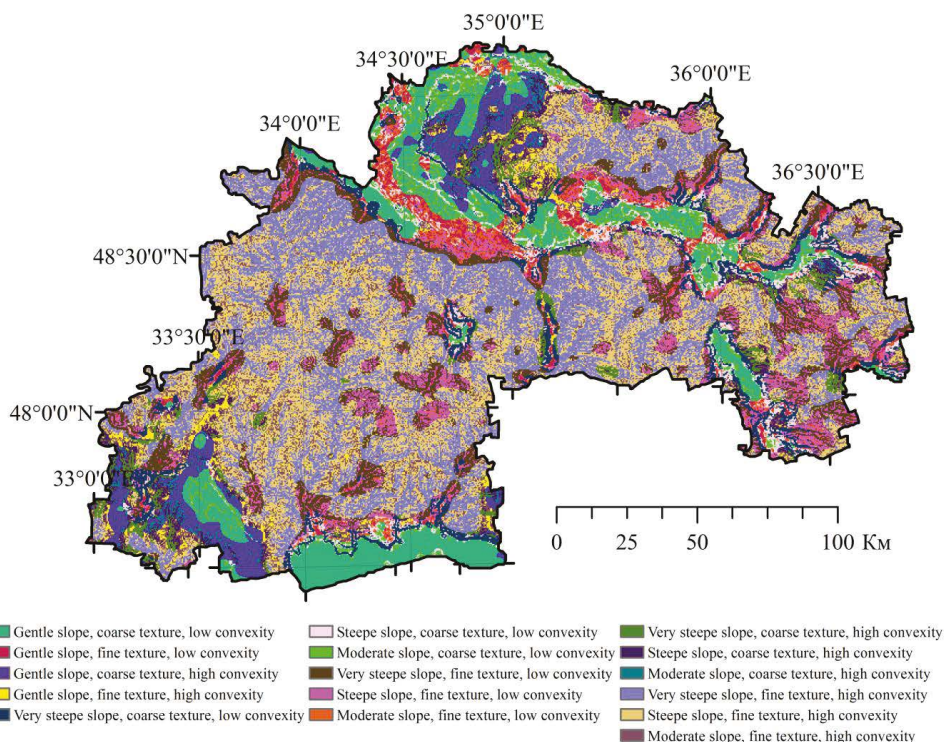 35°0'0"E
34°30'0"E
36°0'0"E
34°0'0"E
36°30'0"E
48°30'0"N
33°30'0"E
48°0'0"N
33°0'0"E
0 25 50 100 Км
Gentle slope, coarse texture, low convexity
Gentle slope, fine texture, low convexity
Gentle slope, coarse texture, high convexity
Gentle slope, fine texture, high convexity
Very steepe slope, coarse texture, low convexity
Steepe slope, coarse texture, low convexity
Moderate slope, coarse texture, low convexity
Very steepe slope, fine texture, low convexity
Steepe slope, fine texture, low convexity
Moderate slope, fine texture, low convexity
Very steepe slope, coarse texture, high convexity
Steepe slope, coarse texture, high convexity
Moderate slope, coarse texture, high convexity
Very steepe slope, fine texture, high convexity
Steepe slope, fine texture, high convexity
Moderate slope, fine texture, high convexity